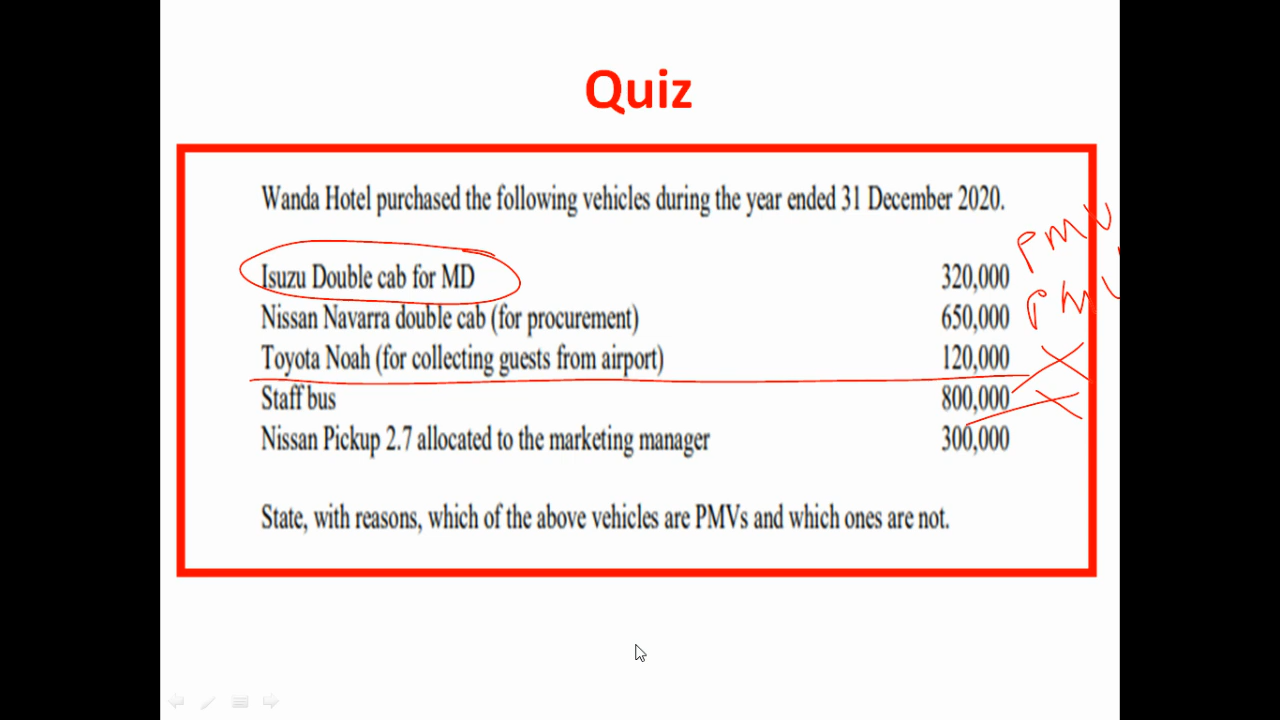 Quiz
Wanda Hotel purchased the following vehicles during the year ended 31 December 2020.
Isuzu Double cab for MD 320,000 PMV
Nissan Navarra double cab (for procurement) 650,000 PMV
Toyota Noah (for collecting guests from airport) 120,000 X
Staff bus 800,000 X
Nissan Pickup 2.7 allocated to the marketing manager 300,000
State, with reasons, which of the above vehicles are PMVs and which ones are not.